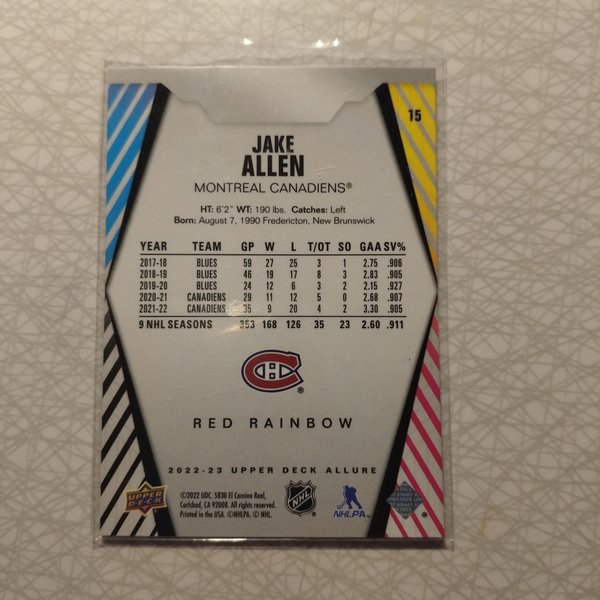 15
JAKE
ALLEN
MONTREAL CANADIENS®
HT: 6'2" WT: 190 lbs. Catches: Left
Born: August 7, 1990 Fredericton, New Brunswick
YEAR TEAM GP W L T/OT SO GAA SV%
2017-18 BLUES 59 27 25 3 1 2.75 .906
2018-19 BLUES 46 19 17 8 3 2.83 .905
2019-20 BLUES 24 12 6 3 2 2.15 .927
2020-21 CANADIENS 29 11 12 5 0 2.68 .907
2021-22 CANADIENS 35 9 20 4 2 3.30 .905
9 NHL SEASONS 353 168 126 35 23 2.60 .911
®
RED RAINBOW
2022-23 UPPER DECK ALLURE
UPPER DECK
©2022 UDC. 5830 El Camino Real,
Carlsbad, CA 92008. All rights reserved.
Printed in the USA. ©NHLPA. © NHL.
NHL
NHLPA
®